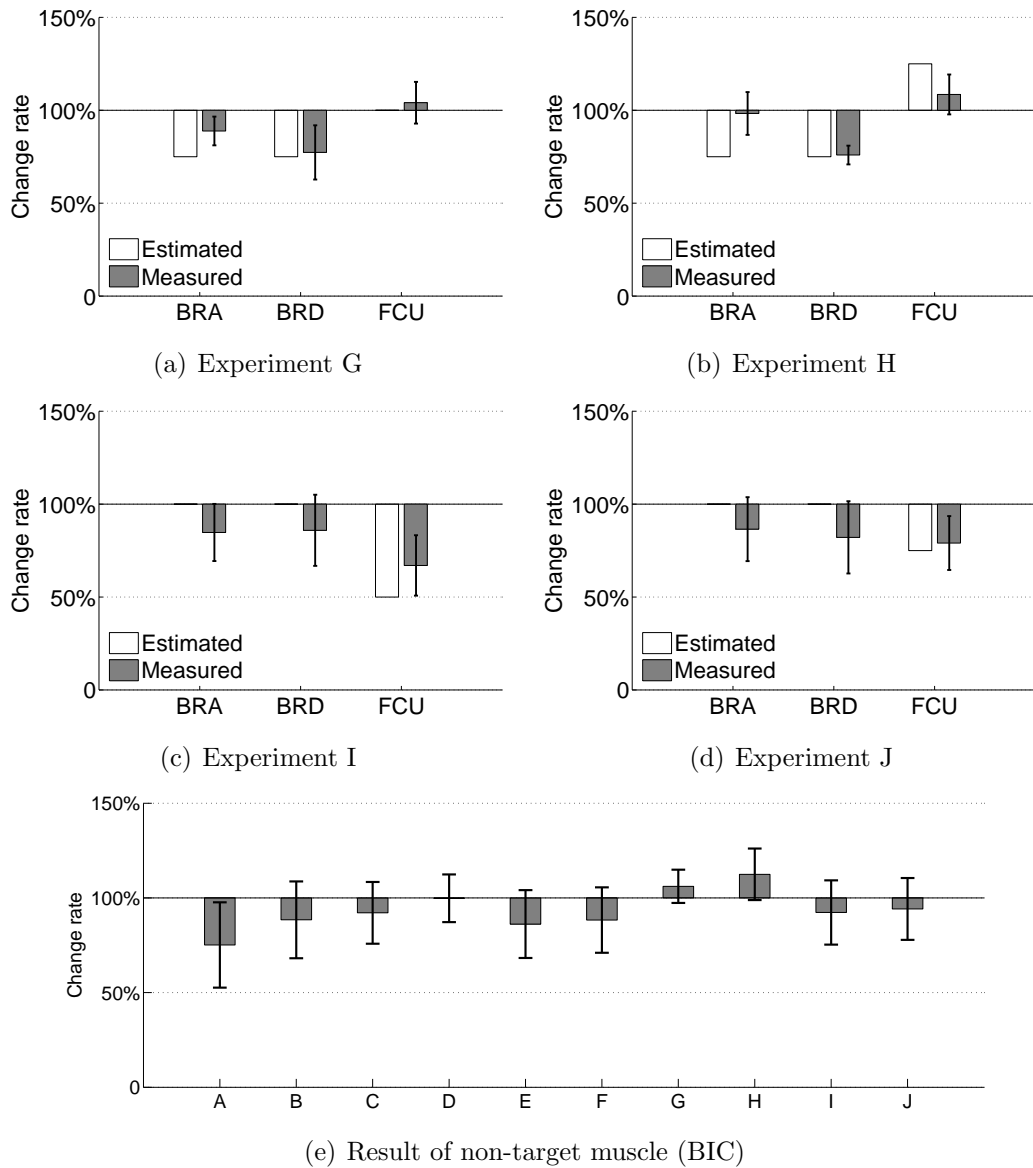 150%
100%
50%
0
Change rate
Estimated
Measured
BRA BRD FCU
(a) Experiment G
150%
100%
50%
0
Change rate
Estimated
Measured
BRA BRD FCU
(b) Experiment H
150%
100%
50%
0
Change rate
Estimated
Measured
BRA BRD FCU
(c) Experiment I
150%
100%
50%
0
Change rate
Estimated
Measured
BRA BRD FCU
(d) Experiment J
150%
100%
50%
0
Change rate
A B C D E F G H I J
(e) Result of non-target muscle (BIC)